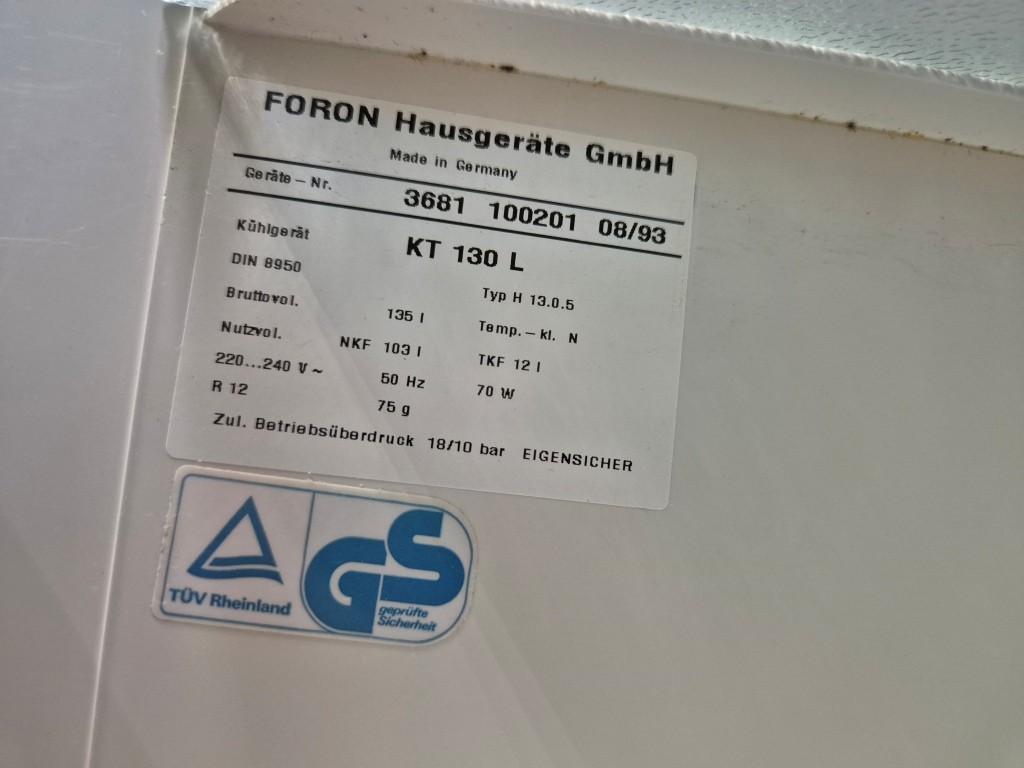 FORON Hausgeräte GmbH
Made in Germany
Geräte – Nr. 3681 100201 08/93
Kühlgerät KT 130 L
DIN 8950 Typ H 13.0.5
Bruttovol. 135 l Temp. – kl. N
Nutzvol. NKF 103 l TKF 12 l
220...240 V ~ 50 Hz 70 W
R 12 75 g
Zul. Betriebsüberdruck 18/10 bar EIGENSICHER
TÜV Rheinland
GS
geprüfte
Sicherheit